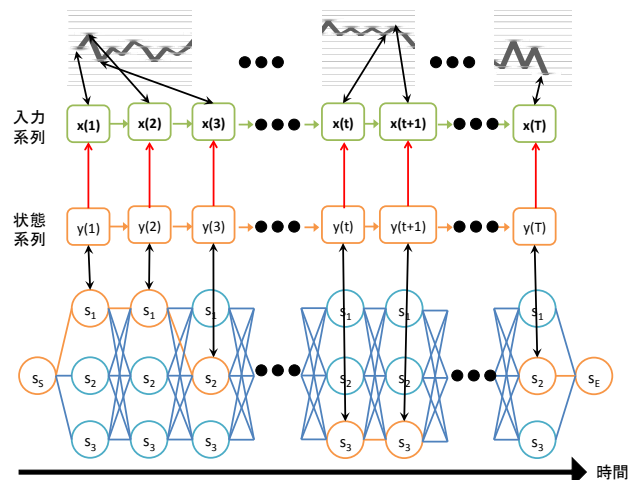 入力
系列
x(1) x(2) x(3) x(t) x(t+1) x(T)
状態
系列
y(1) y(2) y(3) y(t) y(t+1) y(T)
s1 s1 s1 s1 s1 s1
sS s2 s2 s2 s2 s2 s2 sE
s3 s3 s3 s3 s3 s3
時間